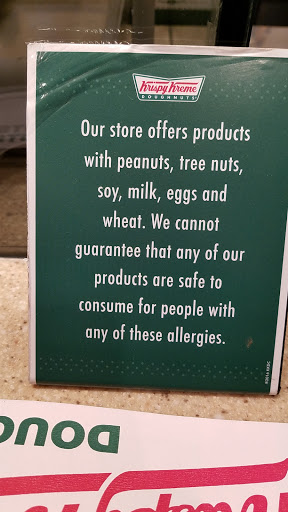 Krispy Kreme
DOUGHNUTS
Our store offers products
with peanuts, tree nuts,
soy, milk, eggs and
wheat. We cannot
guarantee that any of our
products are safe to
consume for people with
any of these allergies.
DOUG